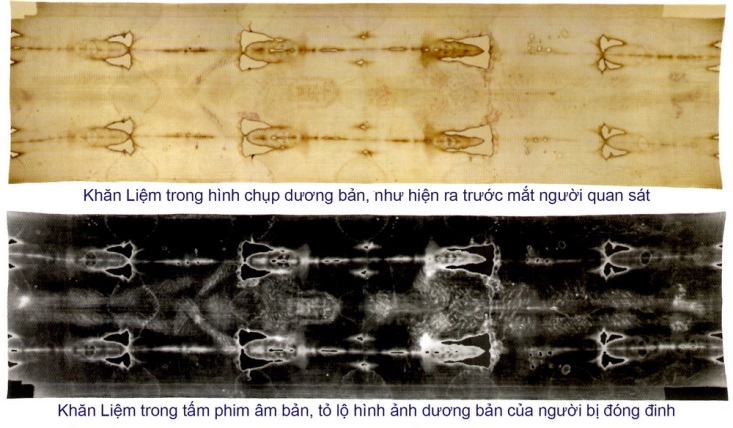 Khăn Liệm trong hình chụp dương bản, như hiện ra trước mắt người quan sát
Khăn Liệm trong tấm phim âm bản, tỏ lộ hình ảnh dương bản của người bị đóng đinh